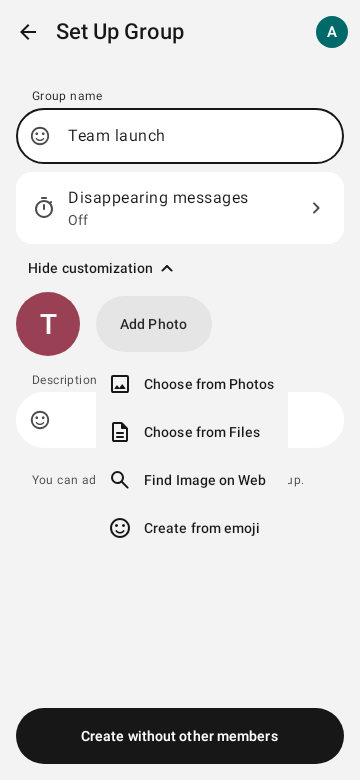 Set Up Group
A
Group name
Team launch
Disappearing messages
Off
Hide customization
T
Add Photo
Description
Choose from Photos
Choose from Files
You can ad
Find Image on Web
up.
Create from emoji
Create without other members